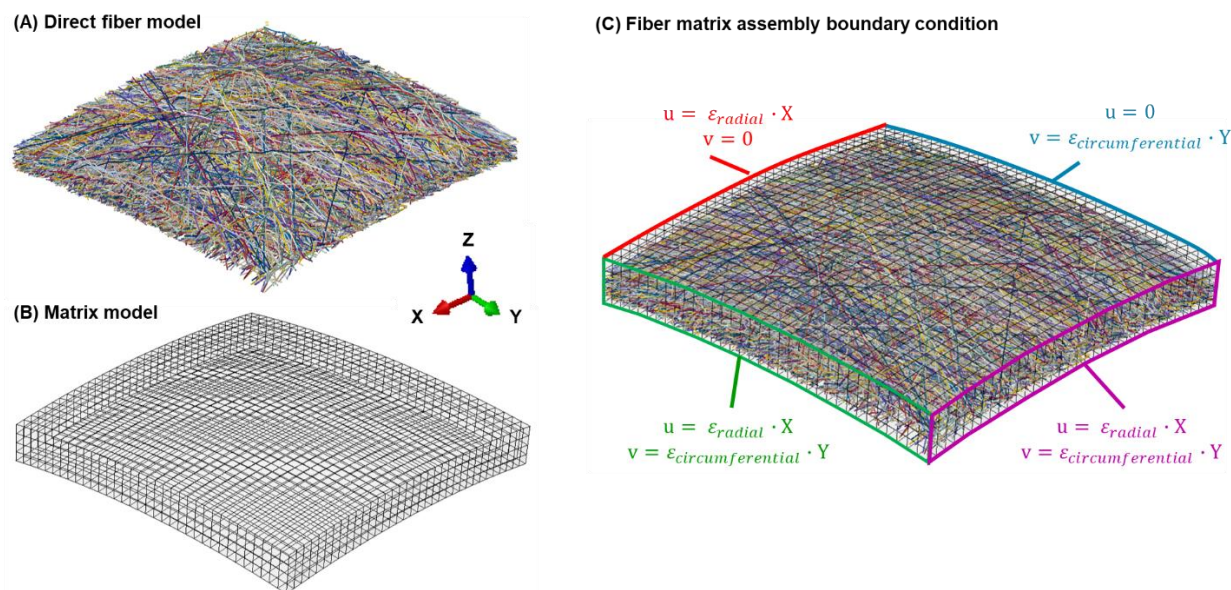 (A) Direct fiber model
(C) Fiber matrix assembly boundary condition
u = ε_radial · X
v = 0
u = 0
v = ε_circumferential · Y
Z
X
Y
(B) Matrix model
u = ε_radial · X
v = ε_circumferential · Y
u = ε_radial · X
v = ε_circumferential · Y